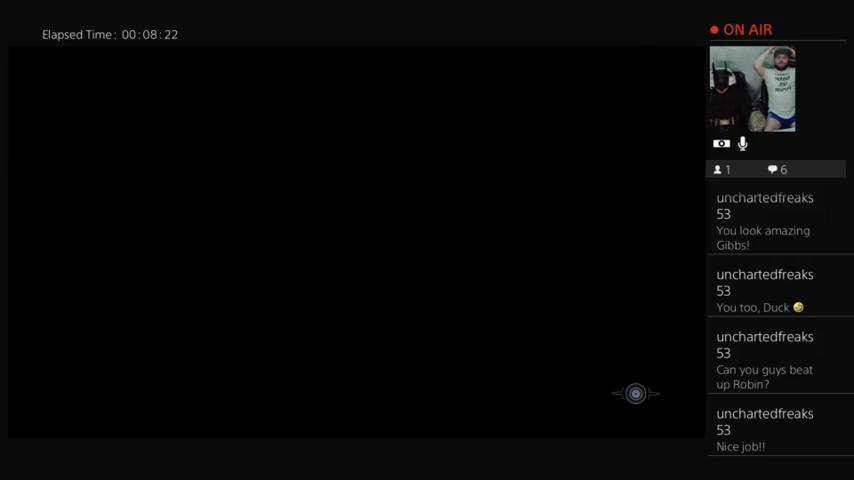 Elapsed Time: 00:08:22
ON AIR
1
6
unchartedfreaks
53
You look amazing
Gibbs!
unchartedfreaks
53
You too, Duck 🤣
unchartedfreaks
53
Can you guys beat
up Robin?
unchartedfreaks
53
Nice job!!